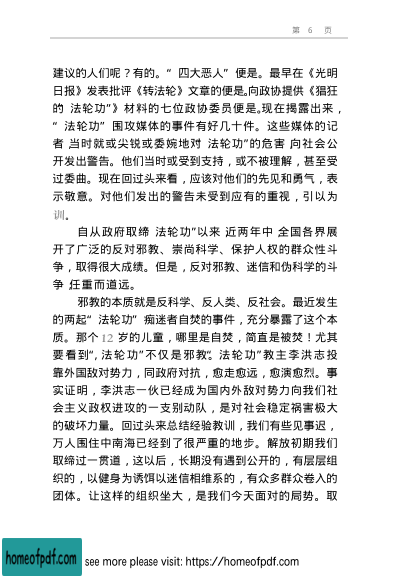 第 6 页
建议的人们呢？有的。“ 四大恶人” 便是。最早在《光明
日报》发表批评《转法轮》文章的便是。向政协提供《猖狂
的“ 法轮功”》材料的七位政协委员便是。现在揭露出来，
“ 法轮功” 围攻媒体的事件有好几十件。这些媒体的记
者，当时就或尖锐或委婉地对“ 法轮功”的危害，向社会公
开发出警告。他们当时或受到支持，或不被理解，甚至受
过委曲。现在回过头来看，应该对他们的先见和勇气，表
示敬意。对他们发出的警告未受到应有的重视，引以为
训。
自从政府取缔“ 法轮功”以来，近两年中，全国各界展
开了广泛的反对邪教、崇尚科学、保护人权的群众性斗
争，取得很大成绩。但是，反对邪教、迷信和伪科学的斗
争，任重而道远。
邪教的本质就是反科学、反人类、反社会。最近发生
的两起“ 法轮功” 痴迷者自焚的事件，充分暴露了这个本
质。那个 12 岁的儿童，哪里是自焚，简直是被焚！尤其
要看到“, 法轮功”不仅是邪教“。法轮功”教主李洪志投
靠外国敌对势力，同政府对抗，愈走愈远，愈演愈烈。事
实证明，李洪志一伙已经成为国内外敌对势力向我们社
会主义政权进攻的一支别动队，是对社会稳定祸害极大
的破坏力量。回过头来总结经验教训，我们有些见事迟，
万人围住中南海已经到了很严重的地步。解放初期我们
取缔过一贯道，这以后，长期没有遇到公开的，有层层组
织的，以健身为诱饵以迷信相维系的，有众多群众卷入的
团体。让这样的组织坐大，是我们今天面对的局势。取
homeofpdf.com
see more please visit: https://homeofpdf.com